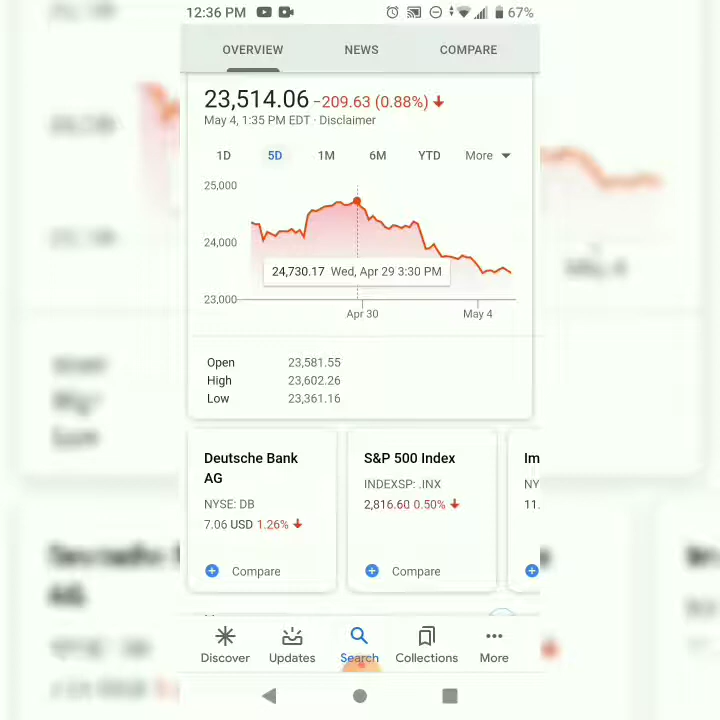 12:36 PM 67%
OVERVIEW NEWS COMPARE
23,514.06 −209.63 (0.88%)
May 4, 1:35 PM EDT · Disclaimer
1D 5D 1M 6M YTD More
25,000
24,000
24,730.17 Wed, Apr 29 3:30 PM
23,000
Apr 30 May 4
Open 23,581.55
High 23,602.26
Low 23,361.16
Deutsche Bank
AG
NYSE: DB
7.06 USD 1.26%
Compare
S&P 500 Index
INDEXSP: .INX
2,816.60 0.50%
Compare
Im
NY
11.
Discover Updates Search Collections More